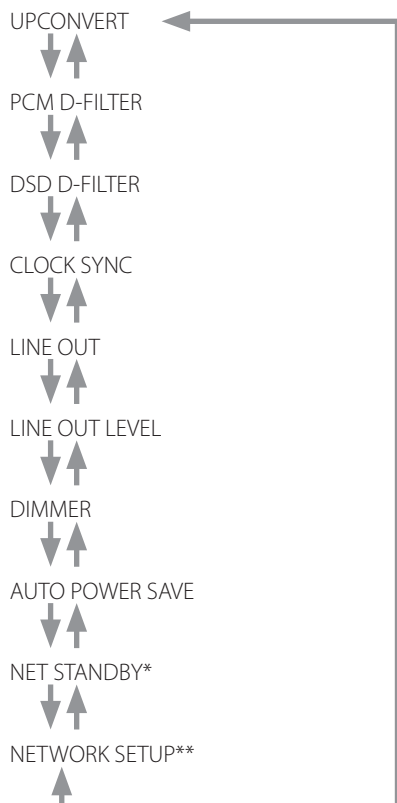 UPCONVERT
PCM D-FILTER
DSD D-FILTER
CLOCK SYNC
LINE OUT
LINE OUT LEVEL
DIMMER
AUTO POWER SAVE
NET STANDBY*
NETWORK SETUP**